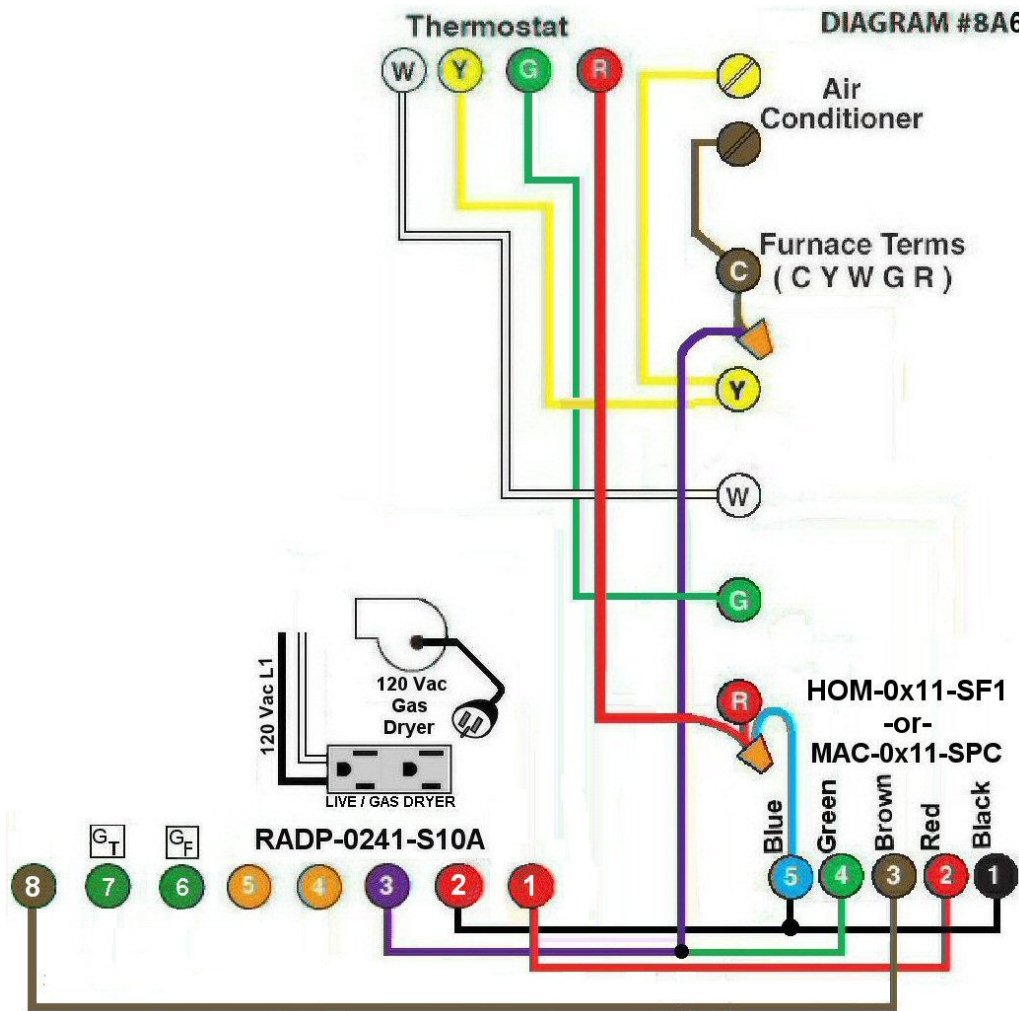 DIAGRAM #8A6
Thermostat
W Y G R
Air
Conditioner
Furnace Terms
( C Y W G R )
C
Y
W
G
R
HOM-0x11-SF1
-or-
MAC-0x11-SPC
120 Vac L1
120 Vac
Gas
Dryer
LIVE / GAS DRYER
Blue
Green
Brown
Red
Black
GT
GF
RADP-0241-S10A
8 7 6 5 4 3 2 1
5 4 3 2 1